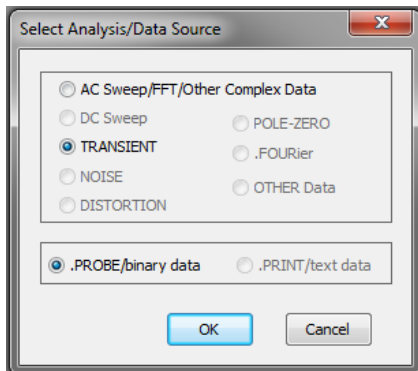 Select Analysis/Data Source
AC Sweep/FFT/Other Complex Data
DC Sweep
POLE-ZERO
TRANSIENT
.FOURier
NOISE
OTHER Data
DISTORTION
.PROBE/binary data
.PRINT/text data
OK
Cancel